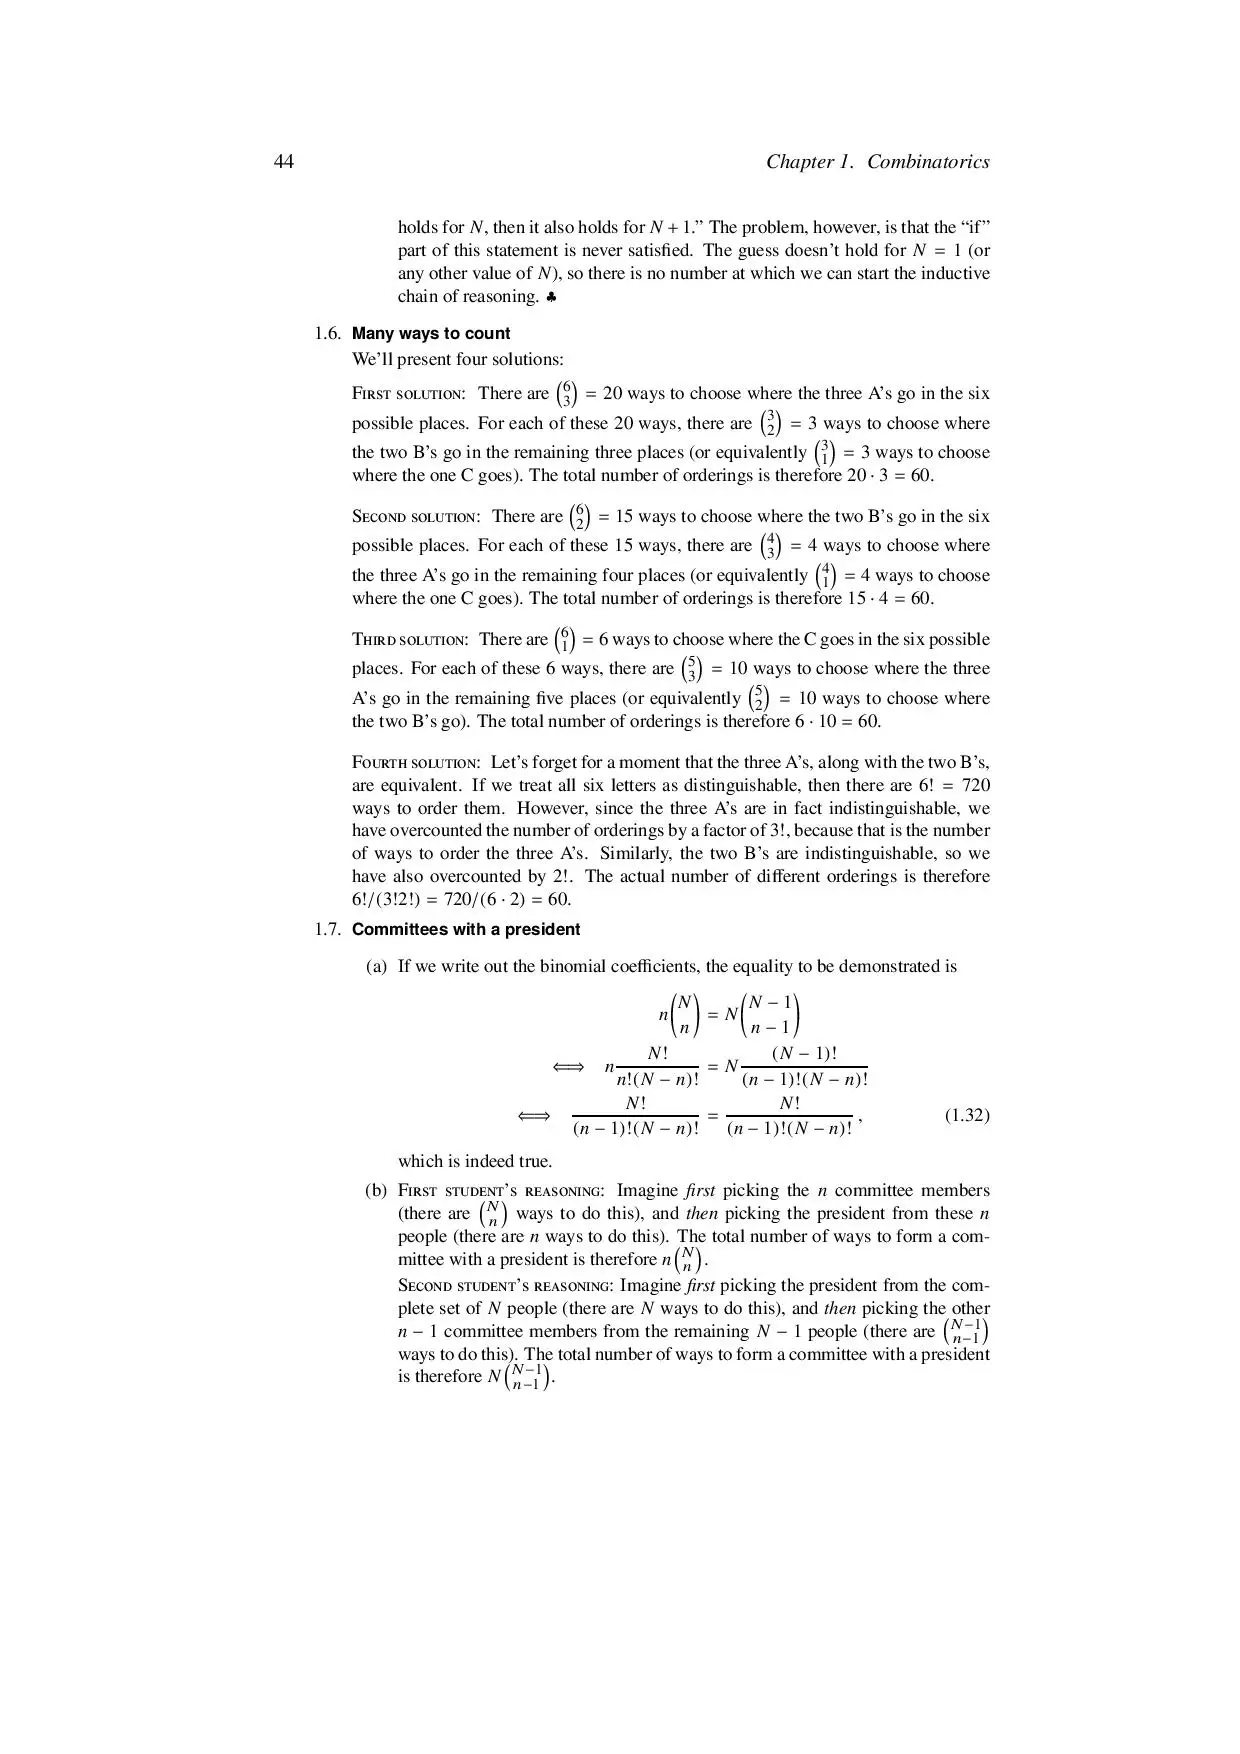 44 Chapter 1. Combinatorics
holds for N, then it also holds for N + 1.” The problem, however, is that the “if”
part of this statement is never satisfied. The guess doesn’t hold for N = 1 (or
any other value of N), so there is no number at which we can start the inductive
chain of reasoning. ♣
1.6. Many ways to count
We’ll present four solutions:
First solution: There are \binom{6}{3} = 20 ways to choose where the three A’s go in the six
possible places. For each of these 20 ways, there are \binom{3}{2} = 3 ways to choose where
the two B’s go in the remaining three places (or equivalently \binom{3}{1} = 3 ways to choose
where the one C goes). The total number of orderings is therefore 20 · 3 = 60.
Second solution: There are \binom{6}{2} = 15 ways to choose where the two B’s go in the six
possible places. For each of these 15 ways, there are \binom{4}{3} = 4 ways to choose where
the three A’s go in the remaining four places (or equivalently \binom{4}{1} = 4 ways to choose
where the one C goes). The total number of orderings is therefore 15 · 4 = 60.
Third solution: There are \binom{6}{1} = 6 ways to choose where the C goes in the six possible
places. For each of these 6 ways, there are \binom{5}{3} = 10 ways to choose where the three
A’s go in the remaining five places (or equivalently \binom{5}{2} = 10 ways to choose where
the two B’s go). The total number of orderings is therefore 6 · 10 = 60.
Fourth solution: Let’s forget for a moment that the three A’s, along with the two B’s,
are equivalent. If we treat all six letters as distinguishable, then there are 6! = 720
ways to order them. However, since the three A’s are in fact indistinguishable, we
have overcounted the number of orderings by a factor of 3!, because that is the number
of ways to order the three A’s. Similarly, the two B’s are indistinguishable, so we
have also overcounted by 2!. The actual number of different orderings is therefore
6!/(3!2!) = 720/(6 · 2) = 60.
1.7. Committees with a president
(a) If we write out the binomial coefficients, the equality to be demonstrated is
n\binom{N}{n} = N\binom{N − 1}{n − 1}
⟺ n\frac{N!}{n!(N − n)!} = N\frac{(N − 1)!}{(n − 1)!(N − n)!}
⟺ \frac{N!}{(n − 1)!(N − n)!} = \frac{N!}{(n − 1)!(N − n)!} , (1.32)
which is indeed true.
(b) First student’s reasoning: Imagine first picking the n committee members
(there are \binom{N}{n} ways to do this), and then picking the president from these n
people (there are n ways to do this). The total number of ways to form a com-
mittee with a president is therefore n\binom{N}{n}.
Second student’s reasoning: Imagine first picking the president from the com-
plete set of N people (there are N ways to do this), and then picking the other
n − 1 committee members from the remaining N − 1 people (there are \binom{N−1}{n−1}
ways to do this). The total number of ways to form a committee with a president
is therefore N\binom{N−1}{n−1}.